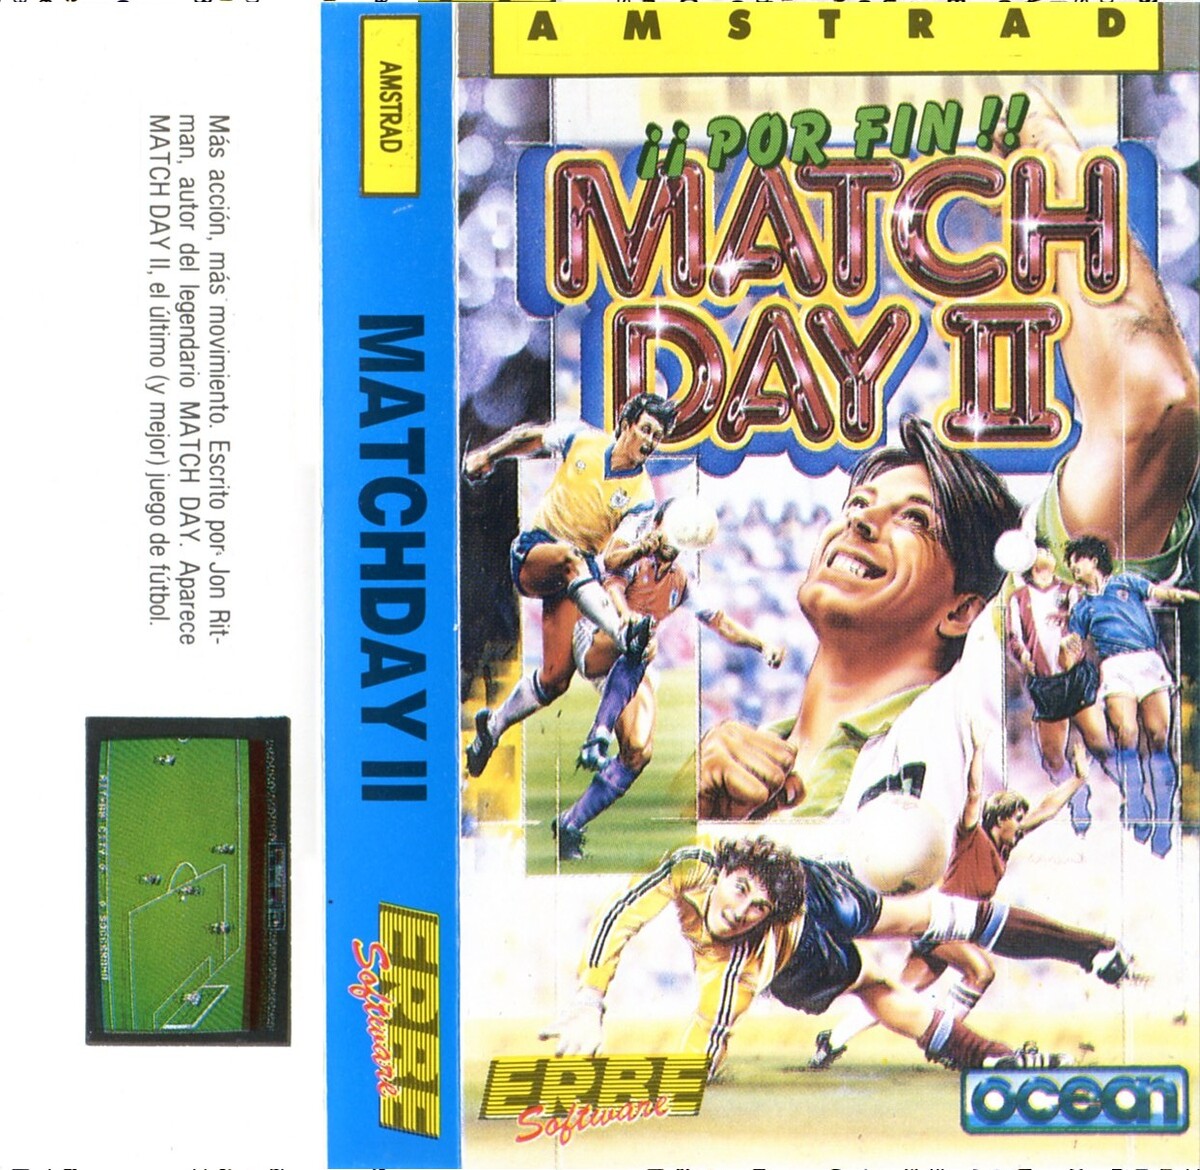 Más acción, más movimiento. Escrito por Jon Rit-
man, autor del legendario MATCH DAY. Aparece
MATCH DAY II, el último (y mejor) juego de fútbol.
AMSTRAD
MATCHDAY II
ERBE
Software
AMSTRAD
¡¡POR FIN!!
MATCH
DAY II
ERBE
Software
ocean